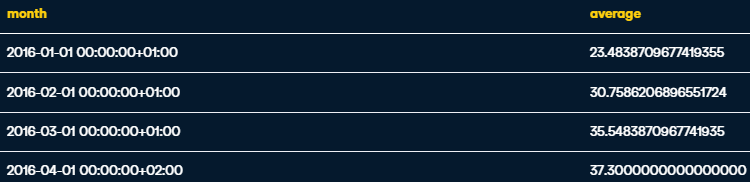 month average
2016-01-01 00:00:00+01:00 23.4838709677419355
2016-02-01 00:00:00+01:00 30.7586206896551724
2016-03-01 00:00:00+01:00 35.5483870967741935
2016-04-01 00:00:00+02:00 37.3000000000000000